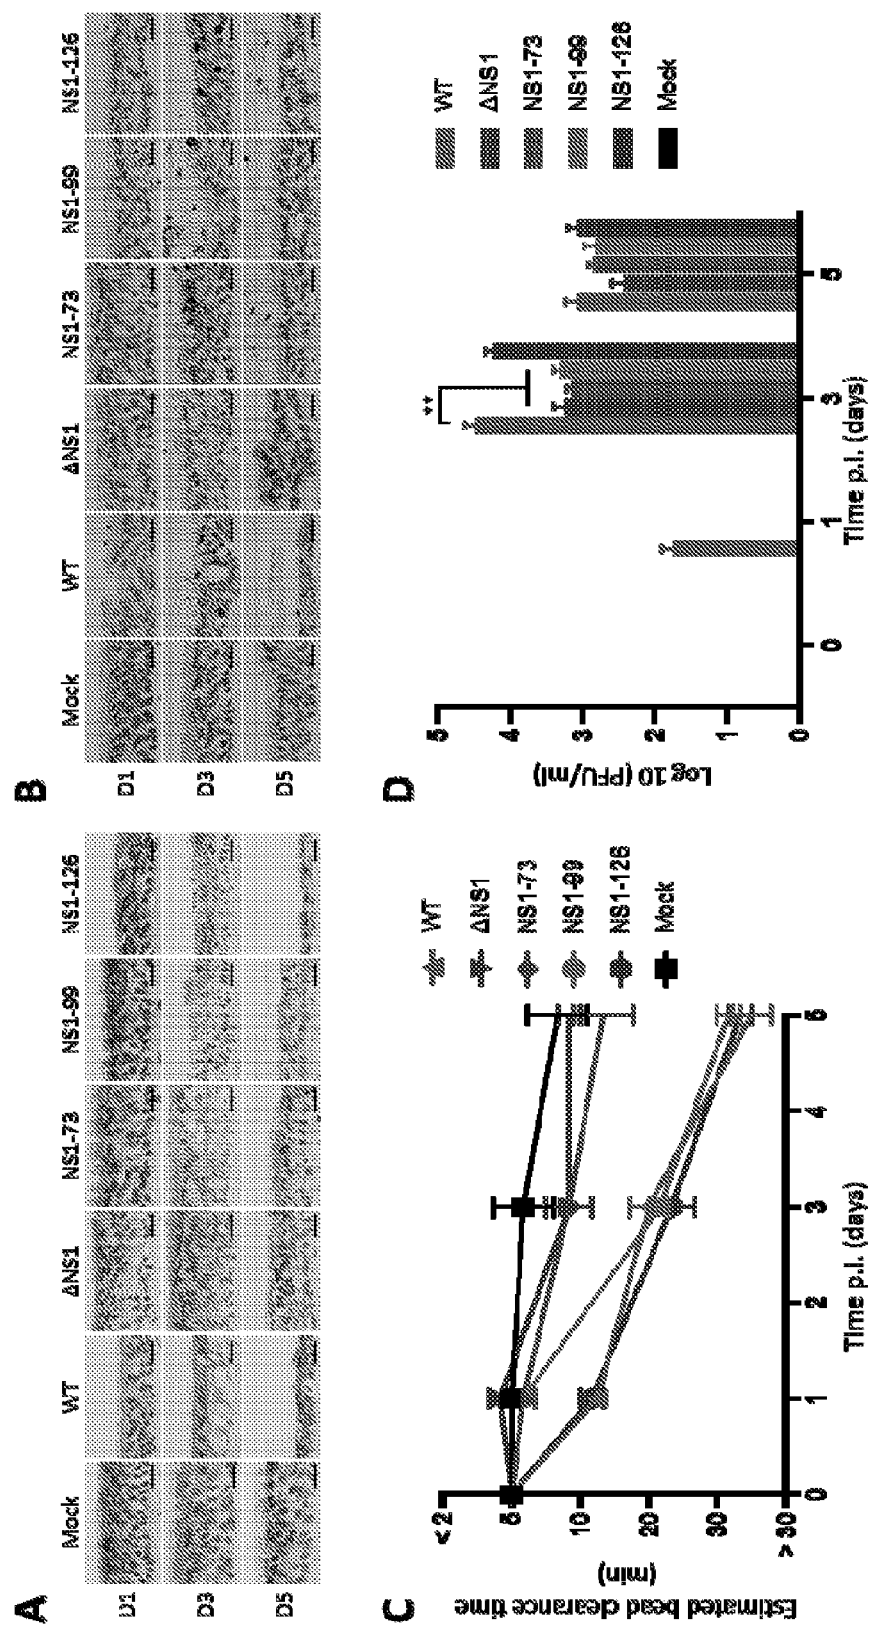 A
Mock WT ΔNS1 NS1-73 NS1-99 NS1-126
D1
D3
D5
B
Mock WT ΔNS1 NS1-73 NS1-99 NS1-126
D1
D3
D5
C
Estimated bead clearance time
(min)
< 2
5
10
20
30
> 30
0 1 2 3 4 5
Time p.i. (days)
WT
ΔNS1
NS1-73
NS1-99
NS1-126
Mock
D
Log10 (PFU/ml)
5
4
3
2
1
0
**
0 1 3 5
Time p.i. (days)
WT
ΔNS1
NS1-73
NS1-99
NS1-126
Mock